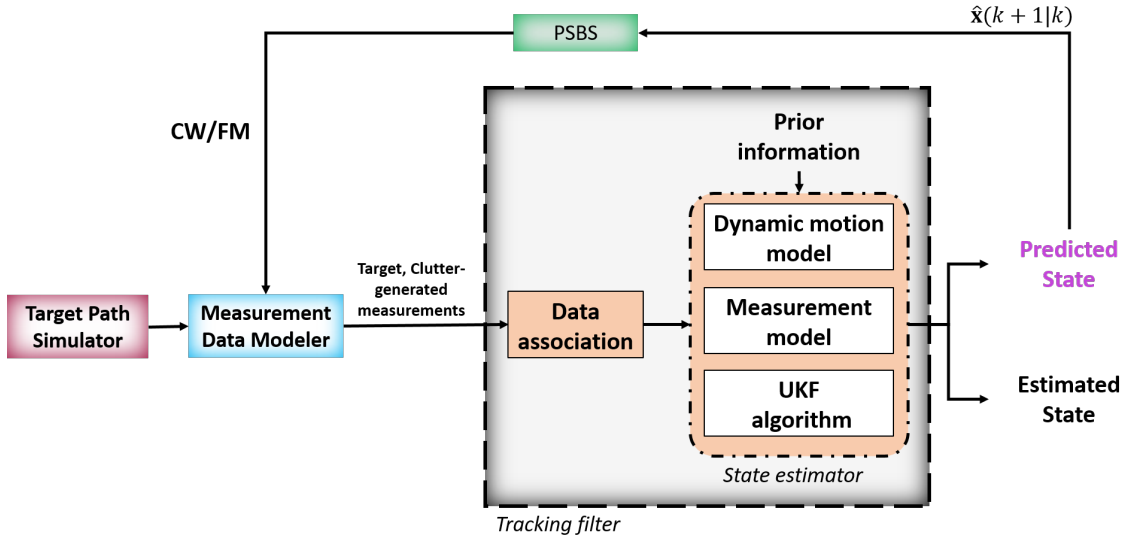 x̂(k + 1|k)
PSBS
CW/FM
Prior
information
Dynamic motion
model
Predicted
State
Target, Clutter-
generated
measurements
Target Path
Simulator
Measurement
Data Modeler
Data
association
Measurement
model
Estimated
State
UKF
algorithm
State estimator
Tracking filter